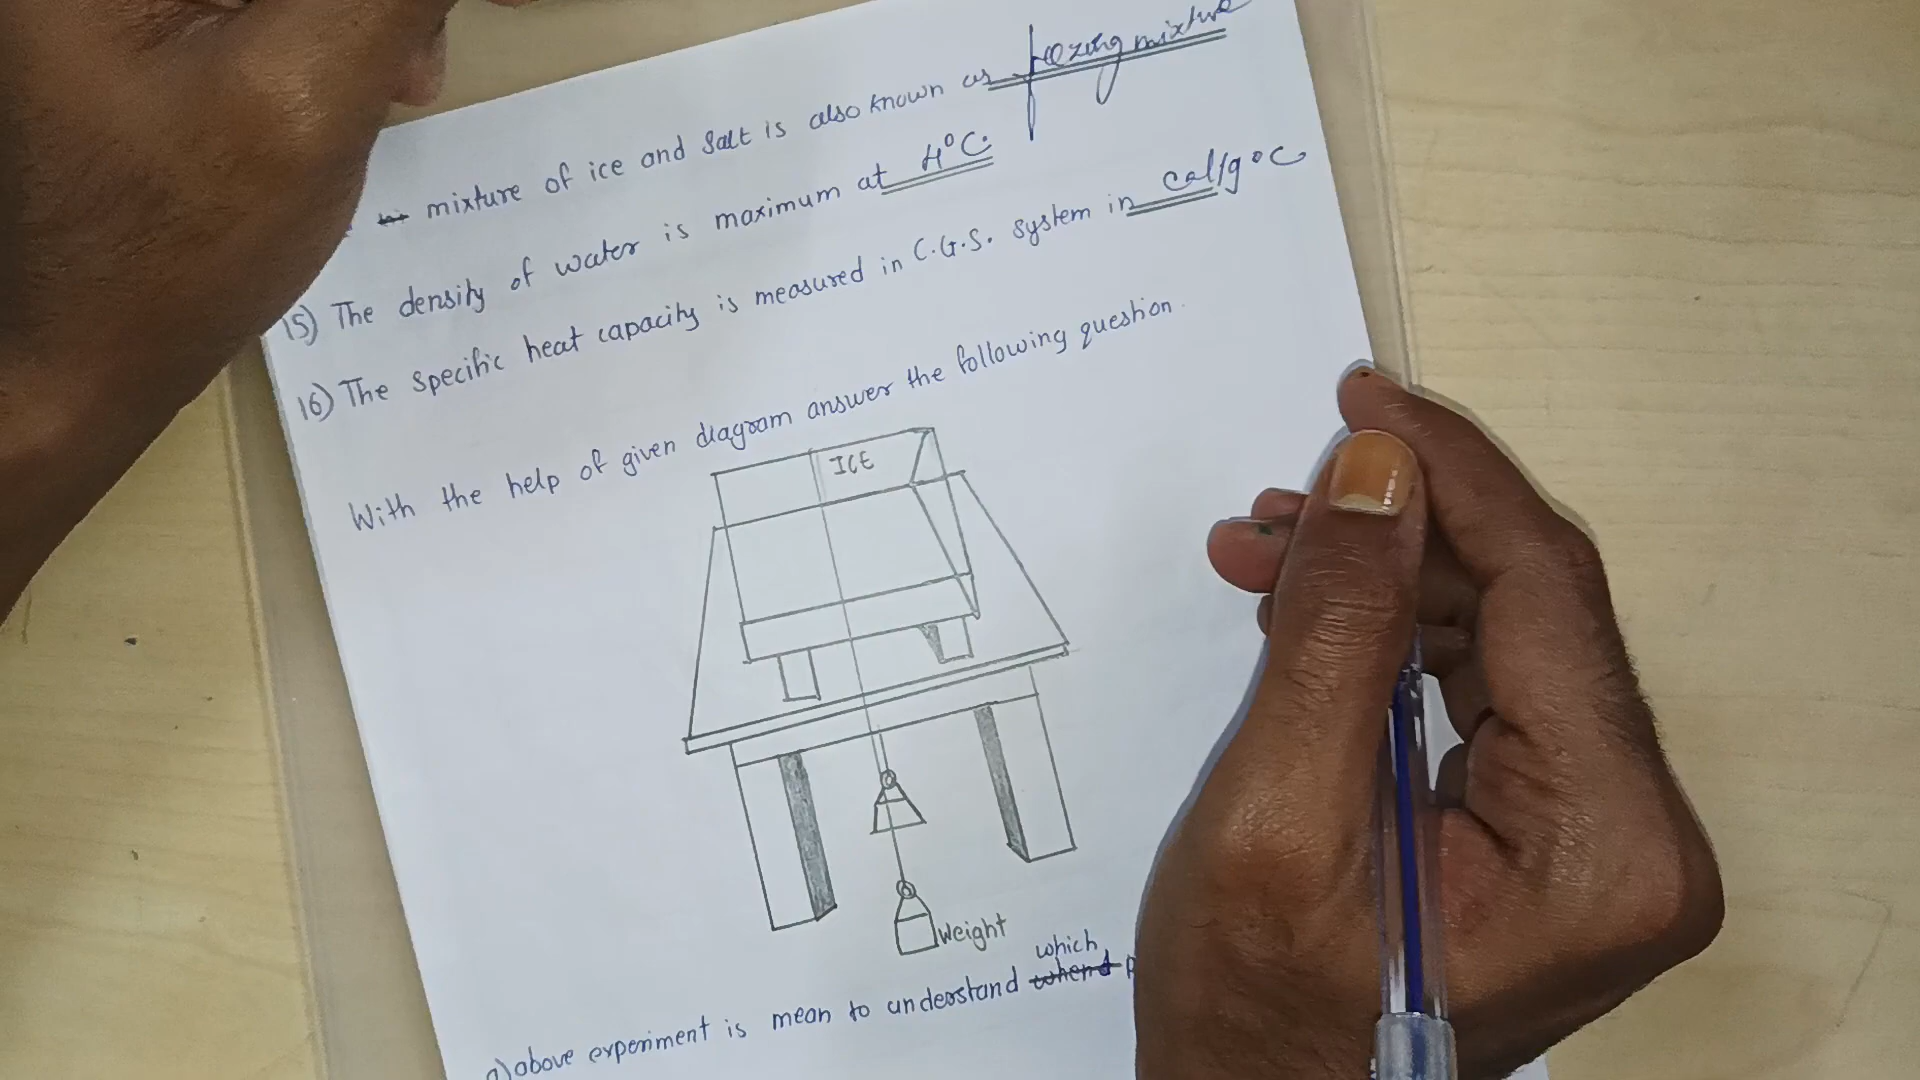 mixture of ice and Salt is also known as freezing mixture
15) The density of water is maximum at 4°C.
16) The Specific heat capacity is measured in C.G.S. system in cal/g°C
With the help of given diagram answer the following question.
ICE
Weight
which
a) above experiment is mean to understand